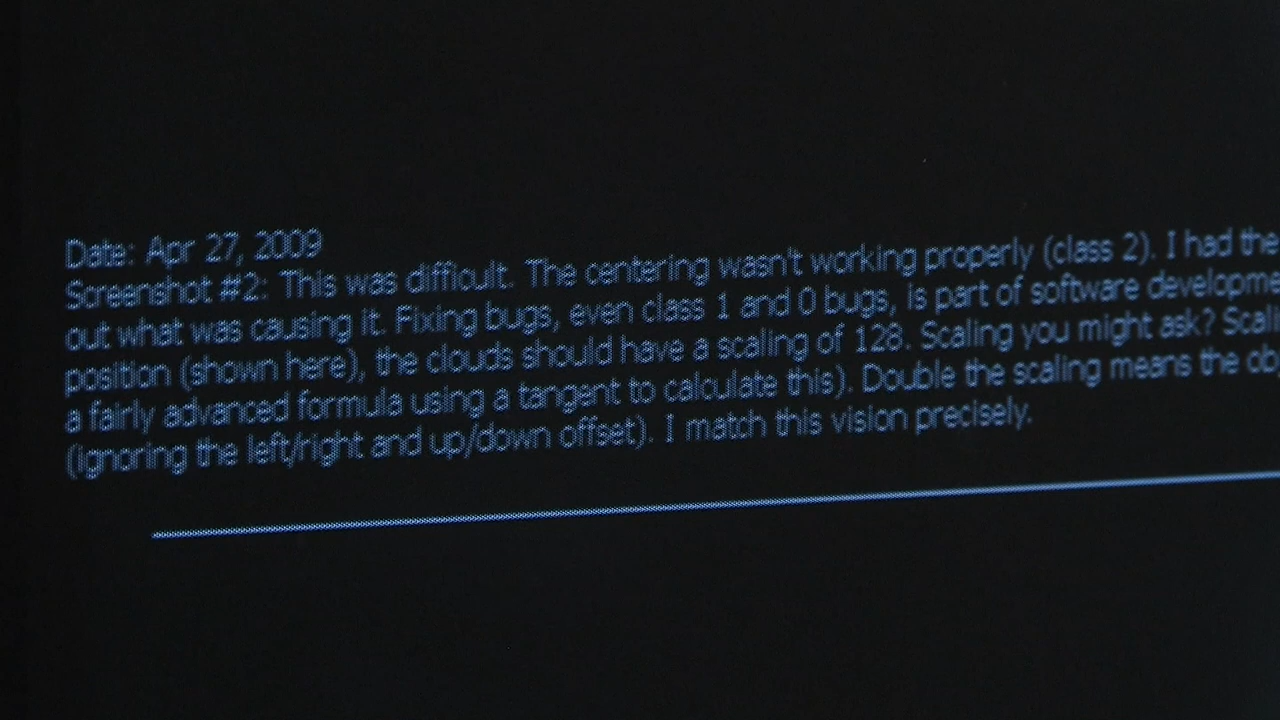 Date: Apr 27, 2009
Screenshot #2: This was difficult. The centering wasn't working properly (class 2). I had the
out what was causing it. Fixing bugs, even class 1 and 0 bugs, is part of software developme
position (shown here), the clouds should have a scaling of 128. Scaling you might ask? Scali
a fairly advanced formula using a tangent to calculate this). Double the scaling means the obj
(ignoring the left/right and up/down offset). I match this vision precisely.